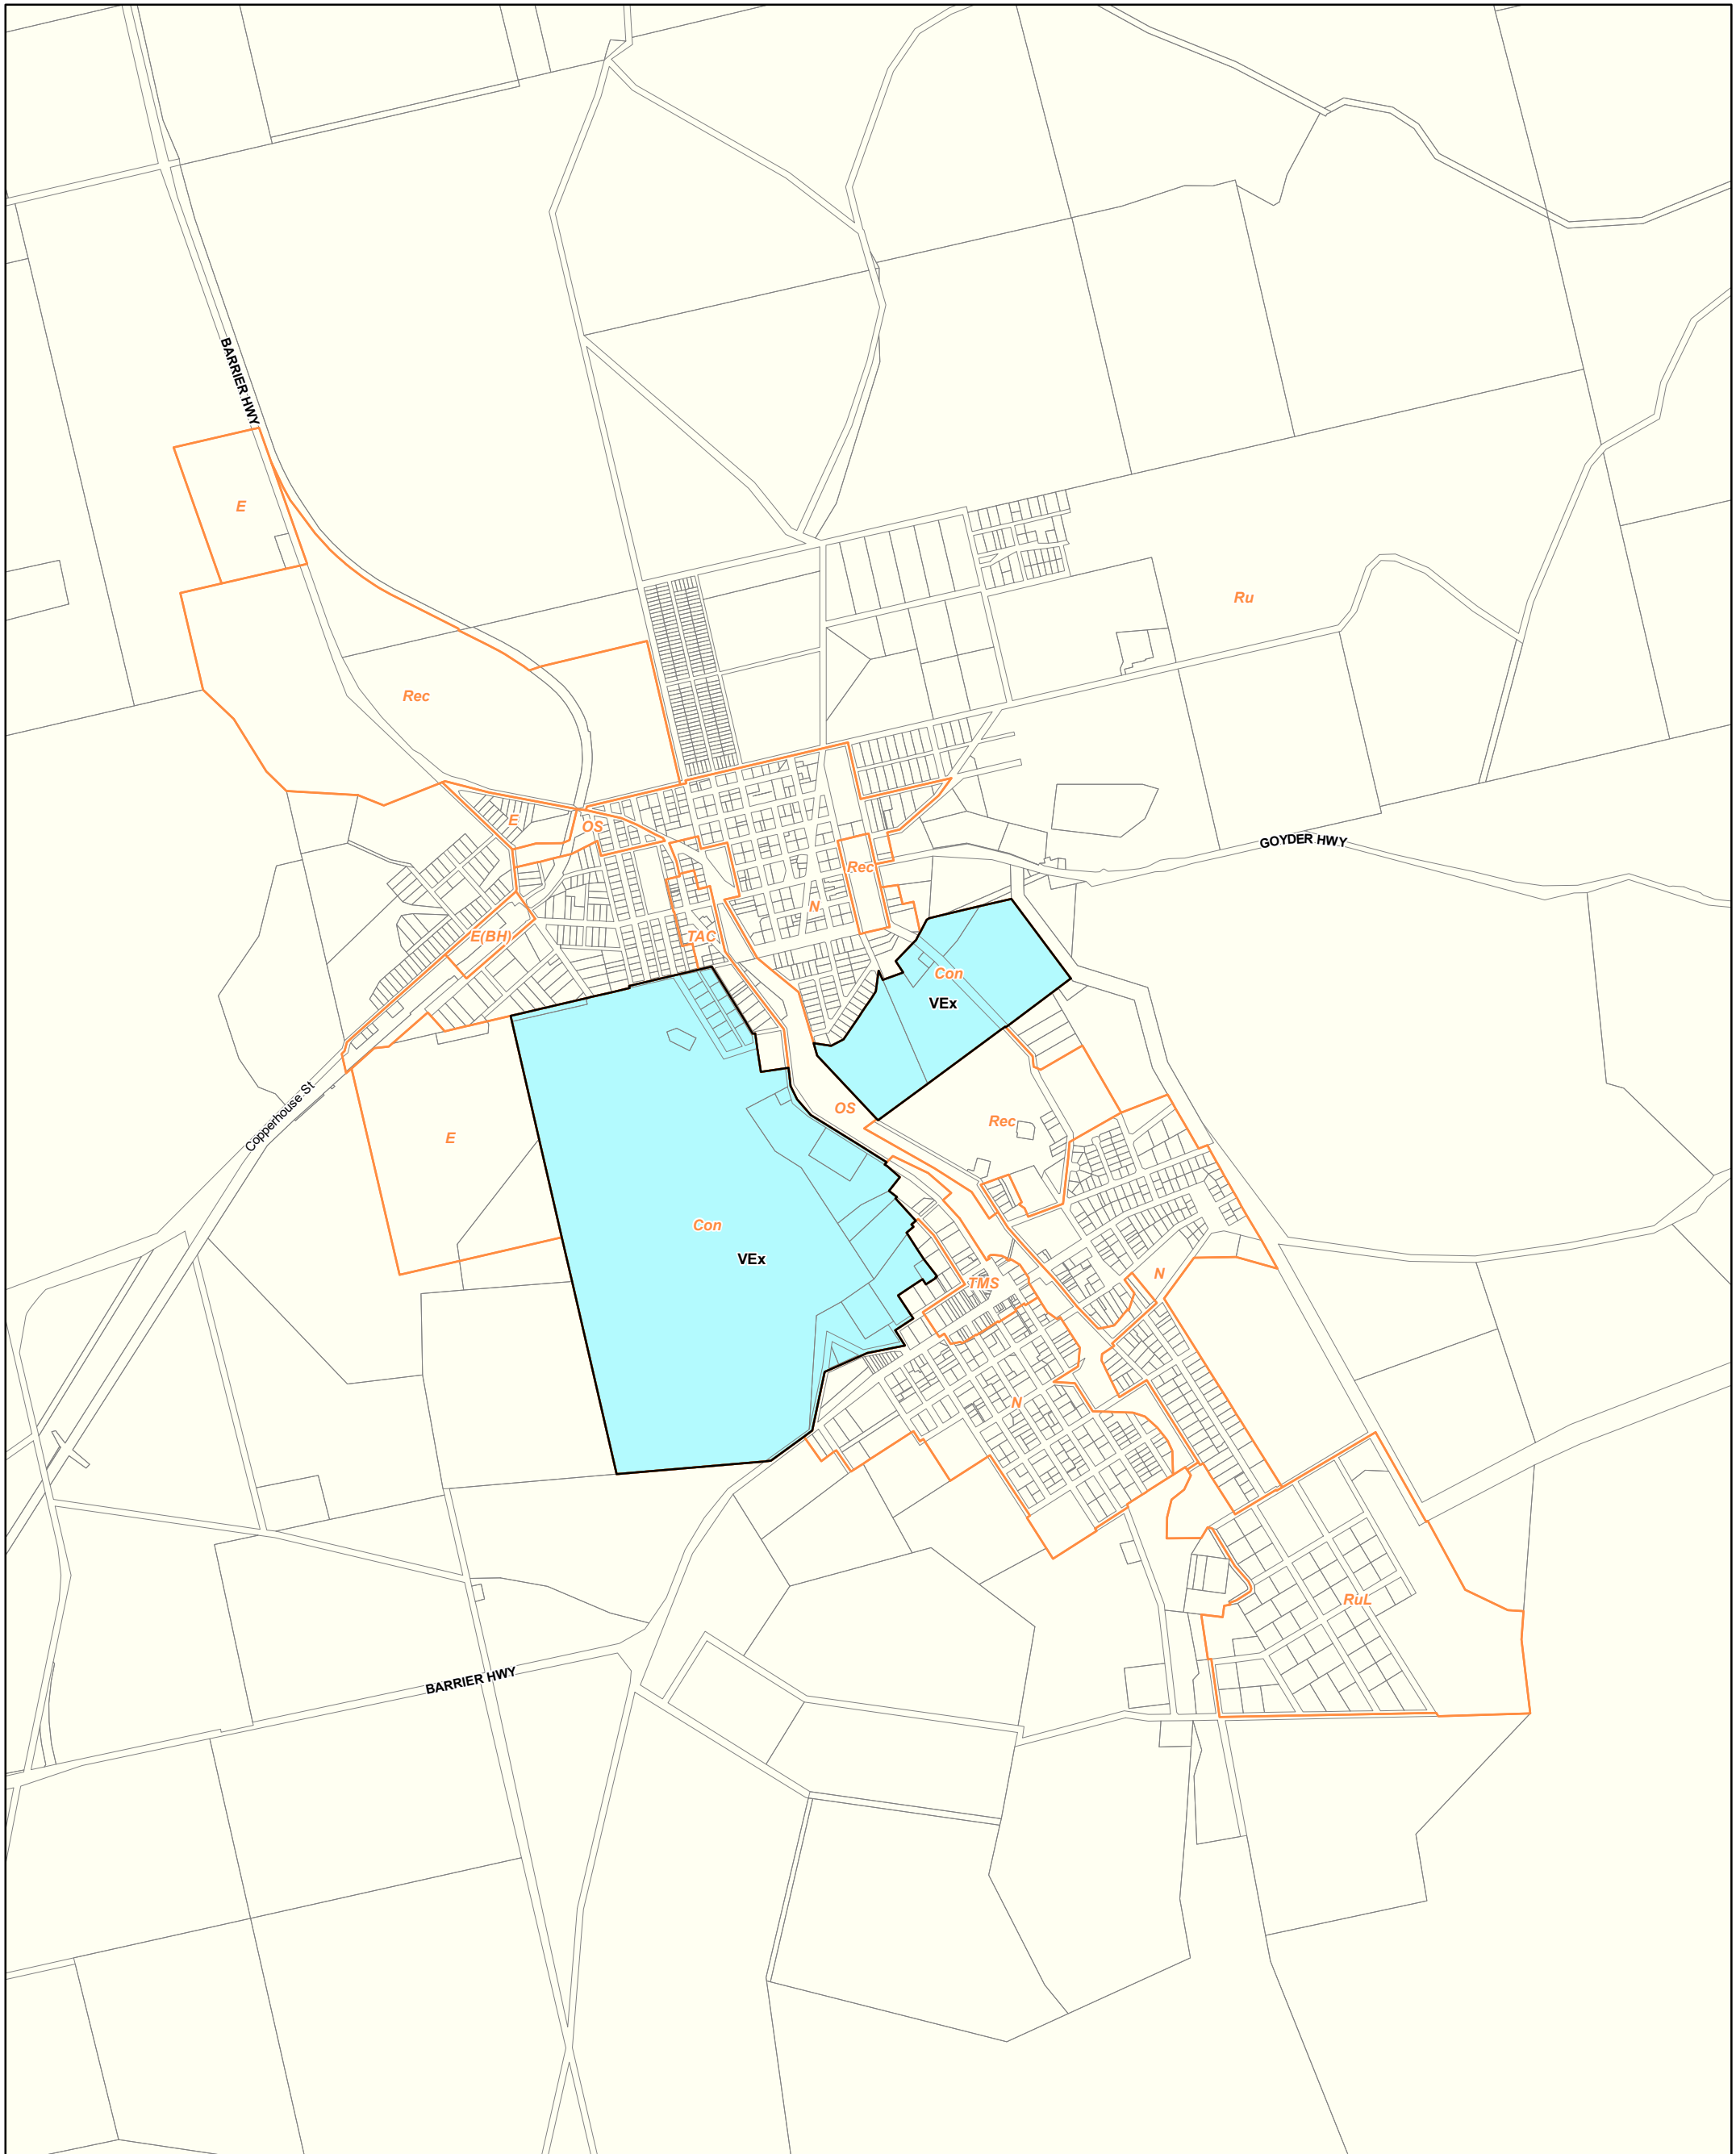 BARRIER HWY
E
Ru
Rec
E
OS
GOYDER HWY
Rec
N
E(BH)
TAC
Con
VEx
Copperhouse St
OS
Rec
E
Con
VEx
N
TMS
N
RuL
BARRIER HWY